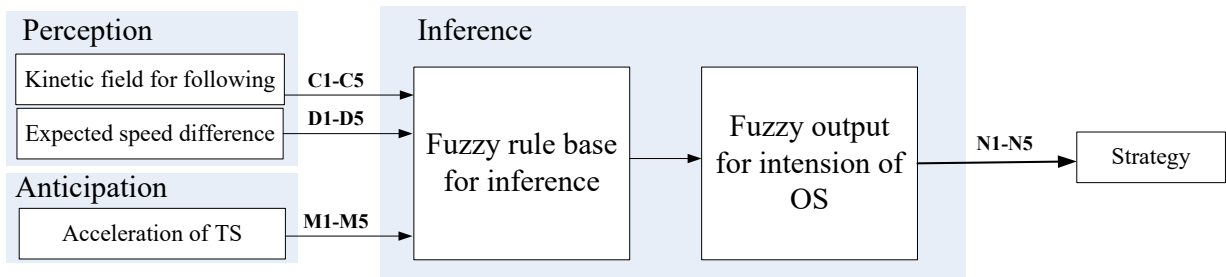 Perception
Kinetic field for following
Expected speed difference
Anticipation
Acceleration of TS
C1-C5
D1-D5
M1-M5
Inference
Fuzzy rule base
for inference
Fuzzy output
for intension of
OS
N1-N5
Strategy